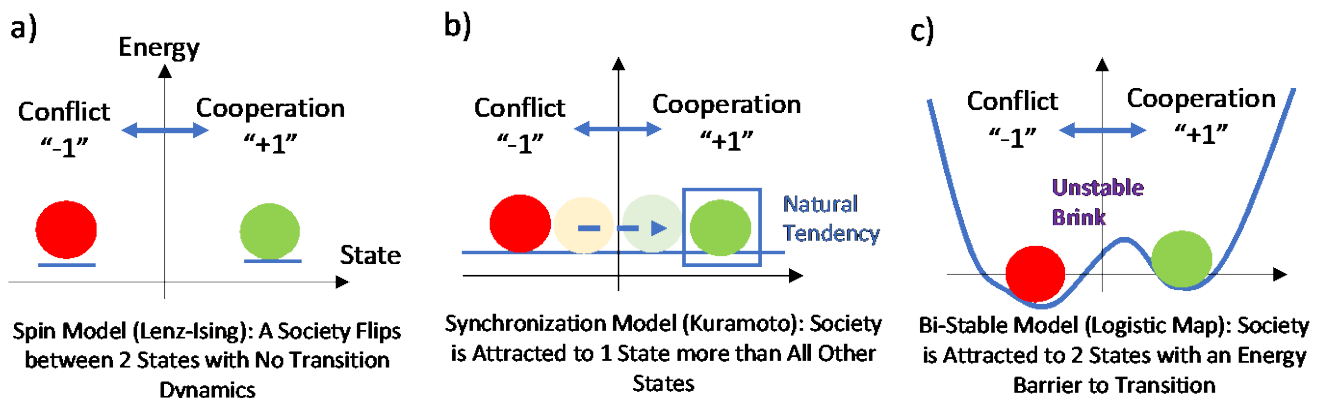 a)
Energy
Conflict
“-1”
Cooperation
“+1”
State
Spin Model (Lenz-Ising): A Society Flips
between 2 States with No Transition
Dynamics
b)
Conflict
“-1”
Cooperation
“+1”
Natural
Tendency
Synchronization Model (Kuramoto): Society
is Attracted to 1 State more than All Other
States
c)
Conflict
“-1”
Cooperation
“+1”
Unstable
Brink
Bi-Stable Model (Logistic Map): Society
is Attracted to 2 States with an Energy
Barrier to Transition